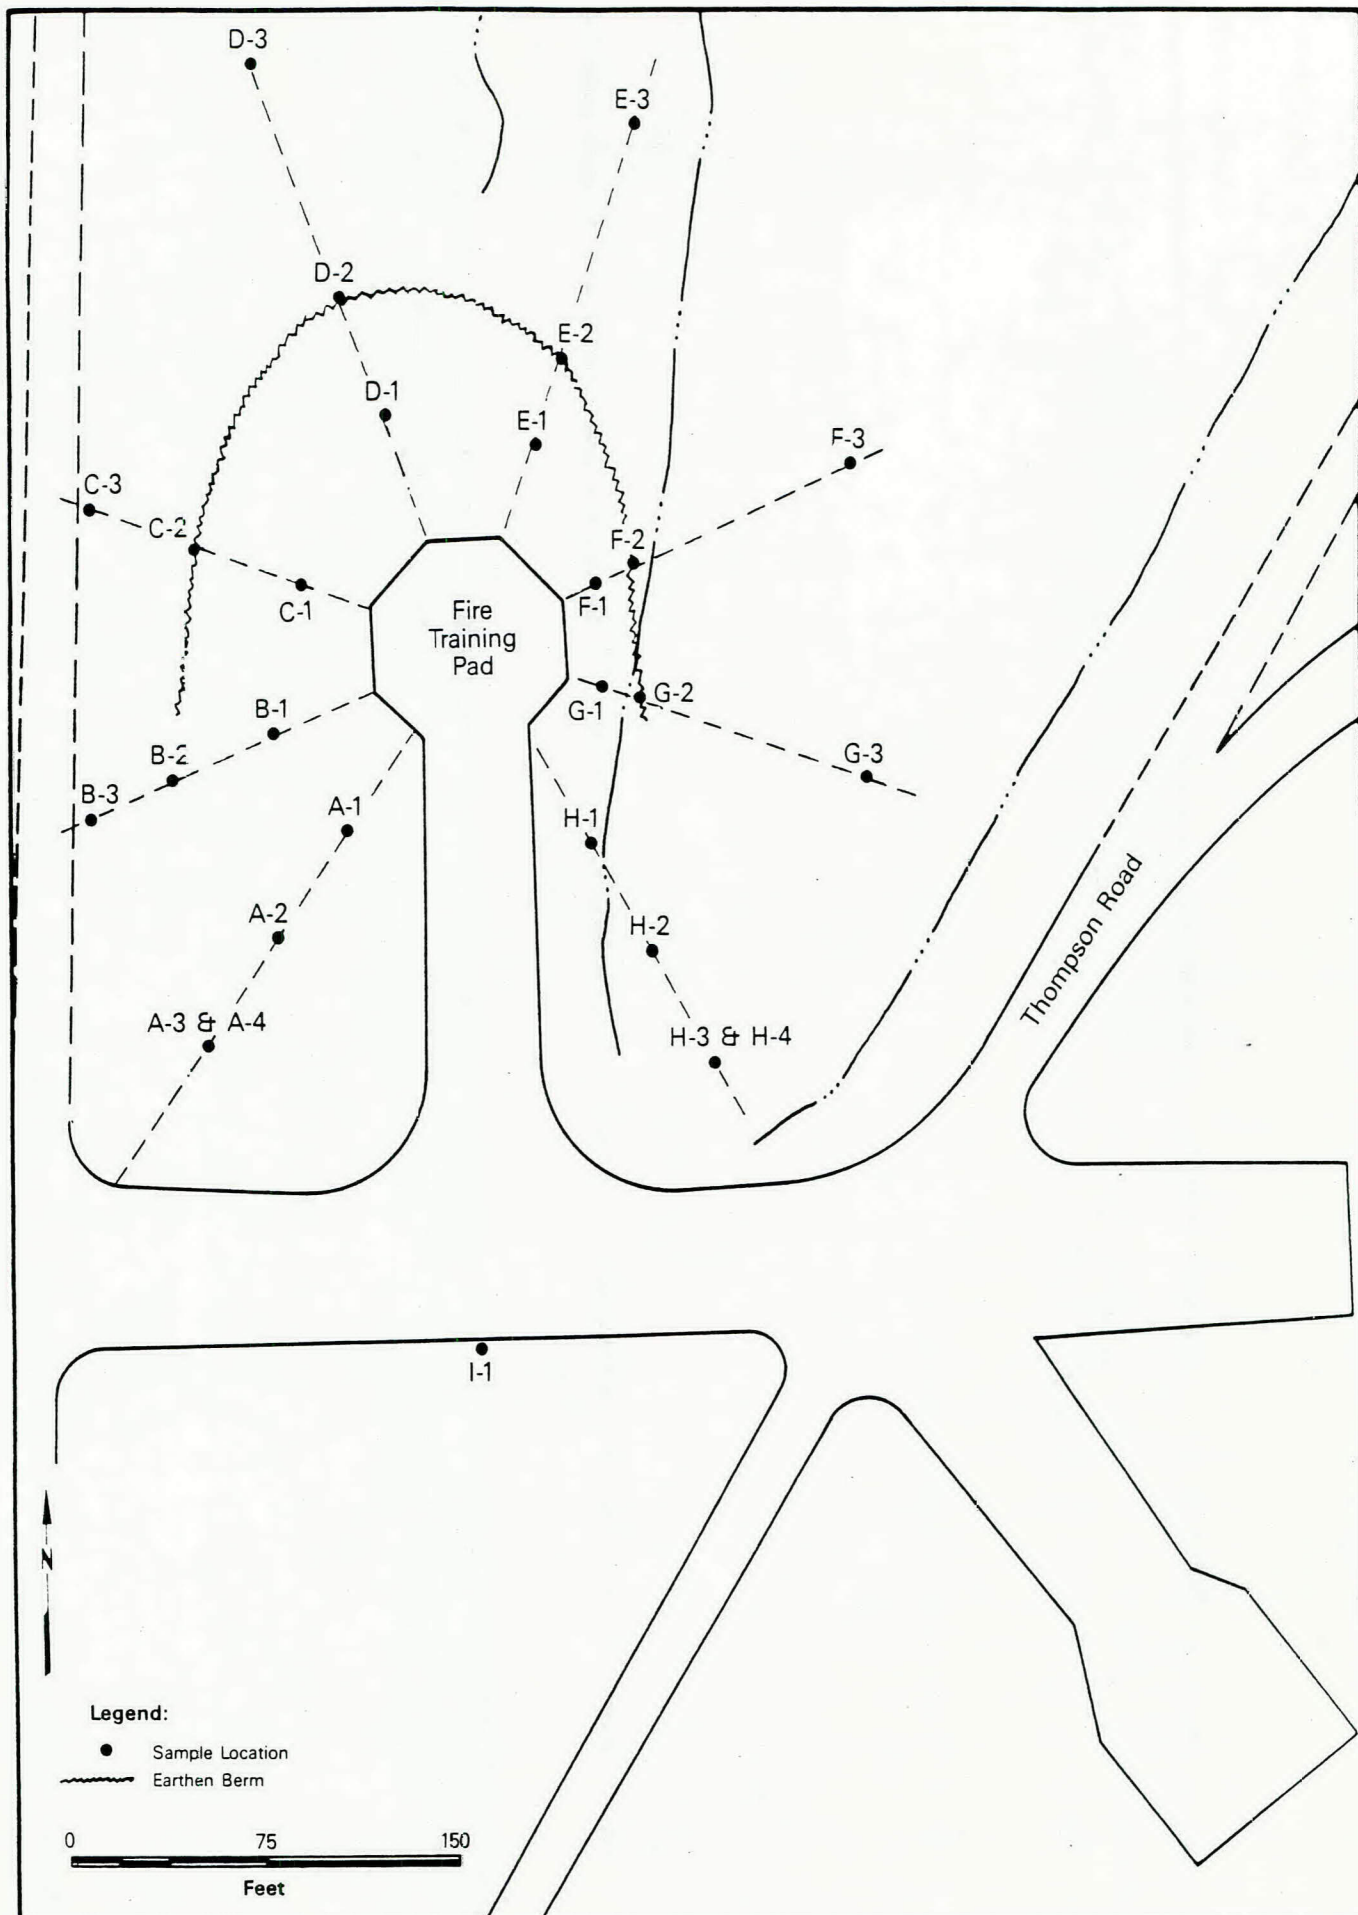 D-3
E-3
D-2
E-2
D-1
E-1
F-3
C-3
C-2
F-2
C-1
F-1
Fire
Training
Pad
G-1
G-2
B-1
B-2
G-3
B-3
A-1
H-1
Thompson Road
A-2
H-2
A-3 & A-4
H-3 & H-4
I-1
N
Legend:
Sample Location
Earthen Berm
0 75 150
Feet